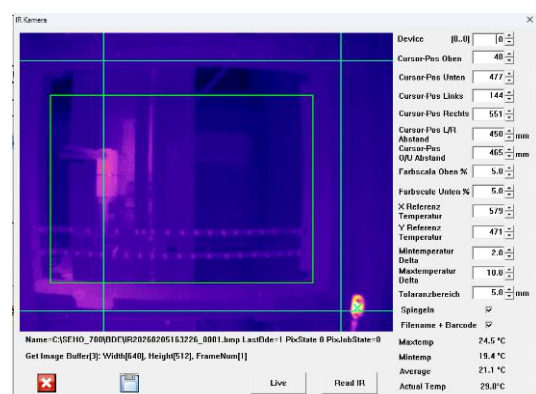 IR Kamera
Device [0..0] 0
Cursor-Pos Oben 40
Cursor-Pos Unten 477
Cursor-Pos Links 144
Cursor-Pos Rechts 551
Cursor-Pos L/R Abstand 450 mm
Cursor-Pos O/U Abstand 465 mm
Farbscala Oben % 5.0
Farbscale Unten % 5.0
X Referenz Temperatur 579
Y Referenz Temperatur 471
Mintemperatur Delta 2.0
Maxtemperatur Delta 10.0
Tolaranzbereich 5.0 mm
Spiegeln
Filename + Barcode
Name=C:\SEHO_700\BDE\IR20260205163226_0001.bmp LastBde=1 PixState 0 PixJobState=0
Get Image Buffer[3]: Width[640], Height[512], FrameNum[1]
Maxtemp 24.5 °C
Mintemp 19.4 °C
Average 21.1 °C
Actual Temp 29.0°C
Live
Read IR